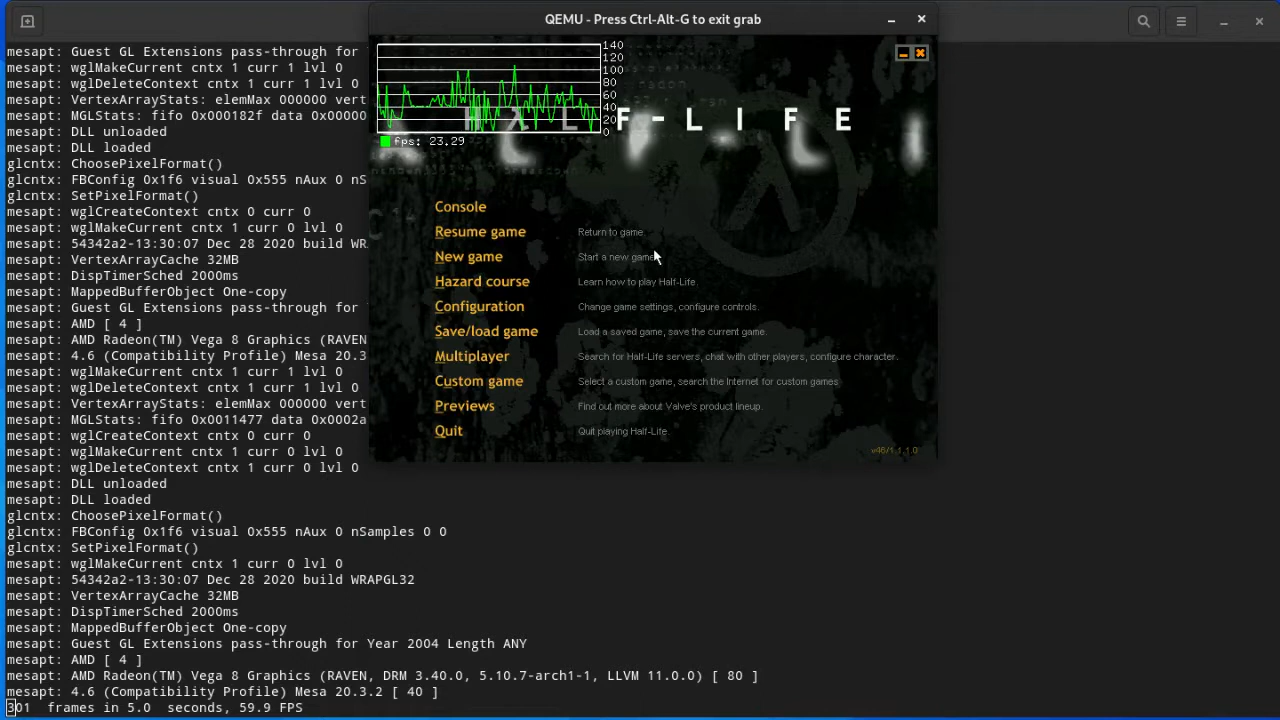 mesapt: Guest GL Extensions pass-through for
mesapt: wglMakeCurrent cntx 1 curr 1 lvl 0
mesapt: wglDeleteContext cntx 1 curr 1 lvl 0
mesapt: VertexArrayStats: elemMax 000000 vert
mesapt: MGLStats: fifo 0x000182f data 0x00000
mesapt: DLL unloaded
mesapt: DLL loaded
glcntx: ChoosePixelFormat()
glcntx: FBConfig 0x1f6 visual 0x555 nAux 0 nS
glcntx: SetPixelFormat()
mesapt: wglCreateContext cntx 0 curr 0
mesapt: wglMakeCurrent cntx 1 curr 0 lvl 0
mesapt: 54342a2-13:30:07 Dec 28 2020 build WR
mesapt: VertexArrayCache 32MB
mesapt: DispTimerSched 2000ms
mesapt: MappedBufferObject One-copy
mesapt: Guest GL Extensions pass-through for
mesapt: AMD [ 4 ]
mesapt: AMD Radeon(TM) Vega 8 Graphics (RAVEN
mesapt: 4.6 (Compatibility Profile) Mesa 20.3
mesapt: wglMakeCurrent cntx 1 curr 1 lvl 0
mesapt: wglDeleteContext cntx 1 curr 1 lvl 0
mesapt: VertexArrayStats: elemMax 000000 vert
mesapt: MGLStats: fifo 0x0011477 data 0x0002a
mesapt: wglCreateContext cntx 0 curr 0
mesapt: wglMakeCurrent cntx 1 curr 0 lvl 0
mesapt: wglDeleteContext cntx 1 curr 0 lvl 0
mesapt: DLL unloaded
mesapt: DLL loaded
glcntx: ChoosePixelFormat()
glcntx: FBConfig 0x1f6 visual 0x555 nAux 0 nSamples 0 0
glcntx: SetPixelFormat()
mesapt: wglMakeCurrent cntx 1 curr 0 lvl 0
mesapt: 54342a2-13:30:07 Dec 28 2020 build WRAPGL32
mesapt: VertexArrayCache 32MB
mesapt: DispTimerSched 2000ms
mesapt: MappedBufferObject One-copy
mesapt: Guest GL Extensions pass-through for Year 2004 Length ANY
mesapt: AMD [ 4 ]
mesapt: AMD Radeon(TM) Vega 8 Graphics (RAVEN, DRM 3.40.0, 5.10.7-arch1-1, LLVM 11.0.0) [ 80 ]
mesapt: 4.6 (Compatibility Profile) Mesa 20.3.2 [ 40 ]
301 frames in 5.0 seconds, 59.9 FPS
QEMU - Press Ctrl-Alt-G to exit grab
140
120
100
80
60
40
20
0
fps: 23.29
HALF-LIFE
Console
Resume game Return to game.
New game Start a new game.
Hazard course Learn how to play Half-Life.
Configuration Change game settings, configure controls.
Save/load game Load a saved game, save the current game.
Multiplayer Search for Half-Life servers, chat with other players, configure character.
Custom game Select a custom game, search the Internet for custom games
Previews Find out more about Valve's product lineup.
Quit Quit playing Half-Life.
v46/1.1.1.0